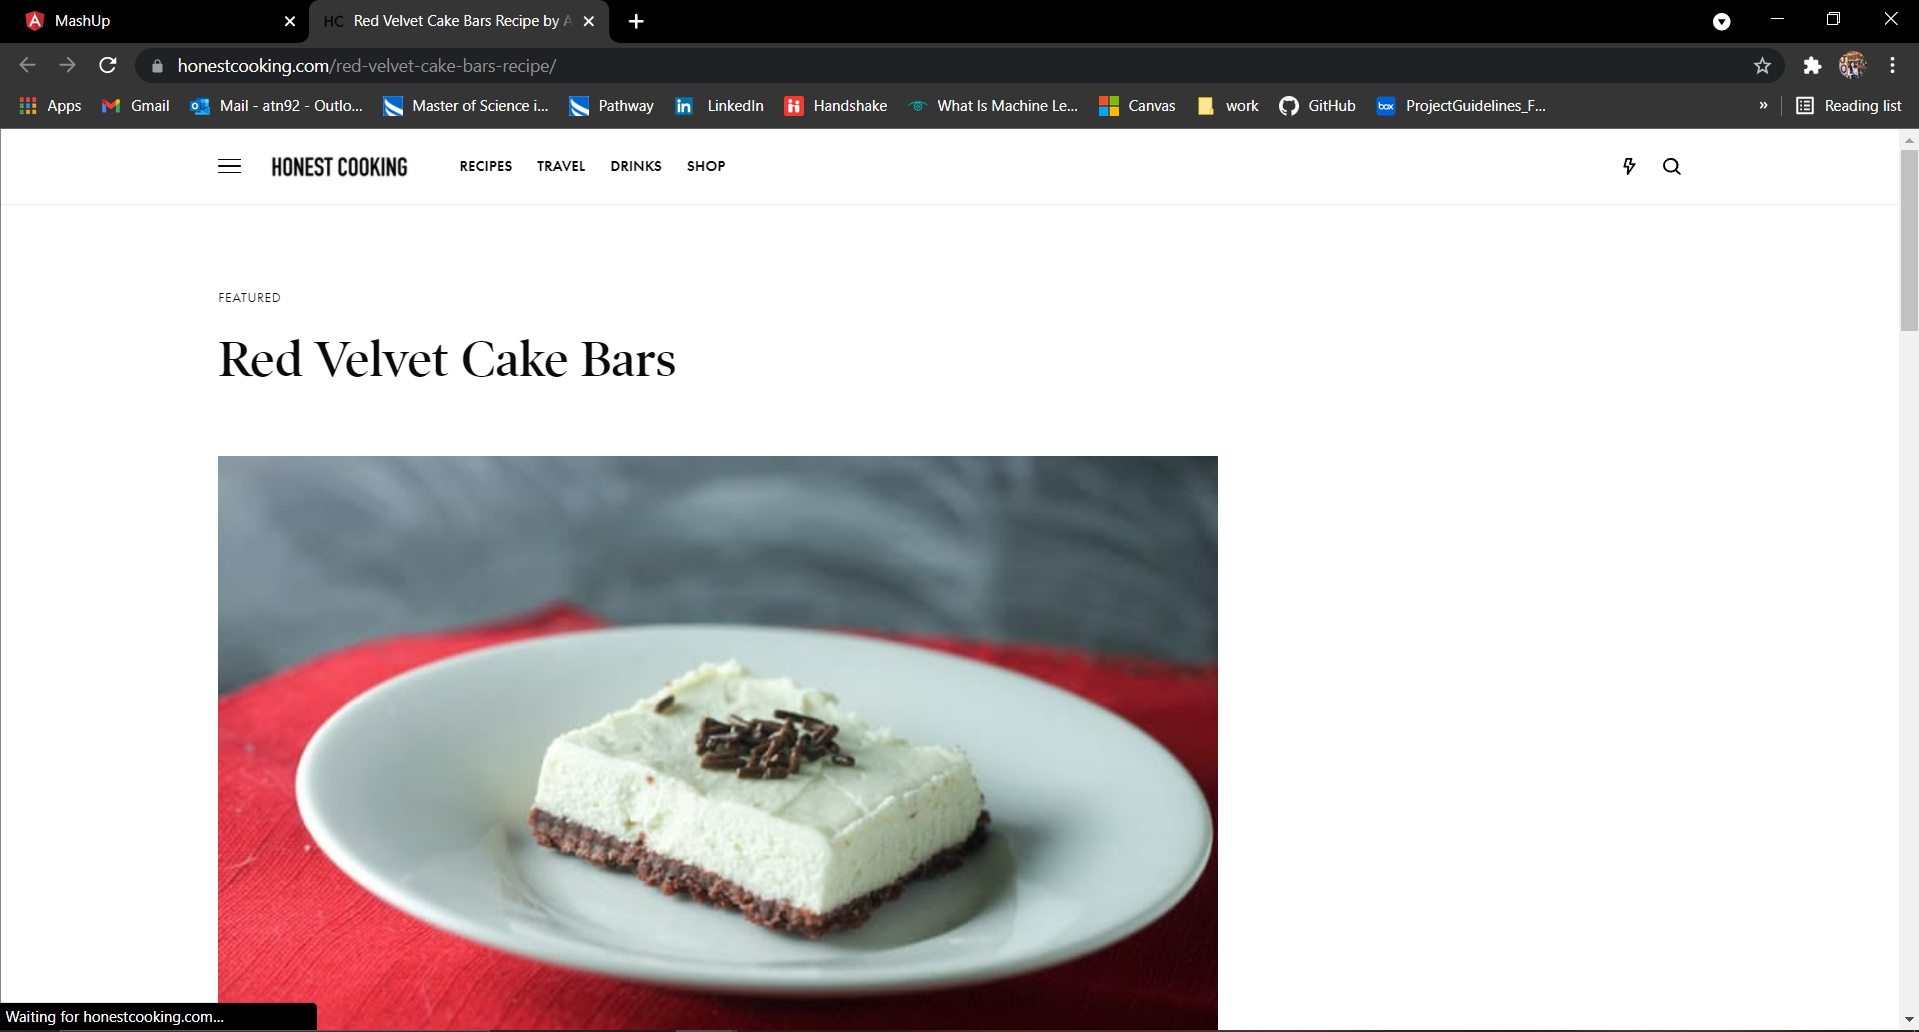 MashUp
HC Red Velvet Cake Bars Recipe by A
honestcooking.com/red-velvet-cake-bars-recipe/
Apps Gmail Mail - atn92 - Outlo... Master of Science i... Pathway in LinkedIn Handshake What Is Machine Le... Canvas work GitHub box ProjectGuidelines_F... » Reading list
HONEST COOKING RECIPES TRAVEL DRINKS SHOP
FEATURED
Red Velvet Cake Bars
Waiting for honestcooking.com...